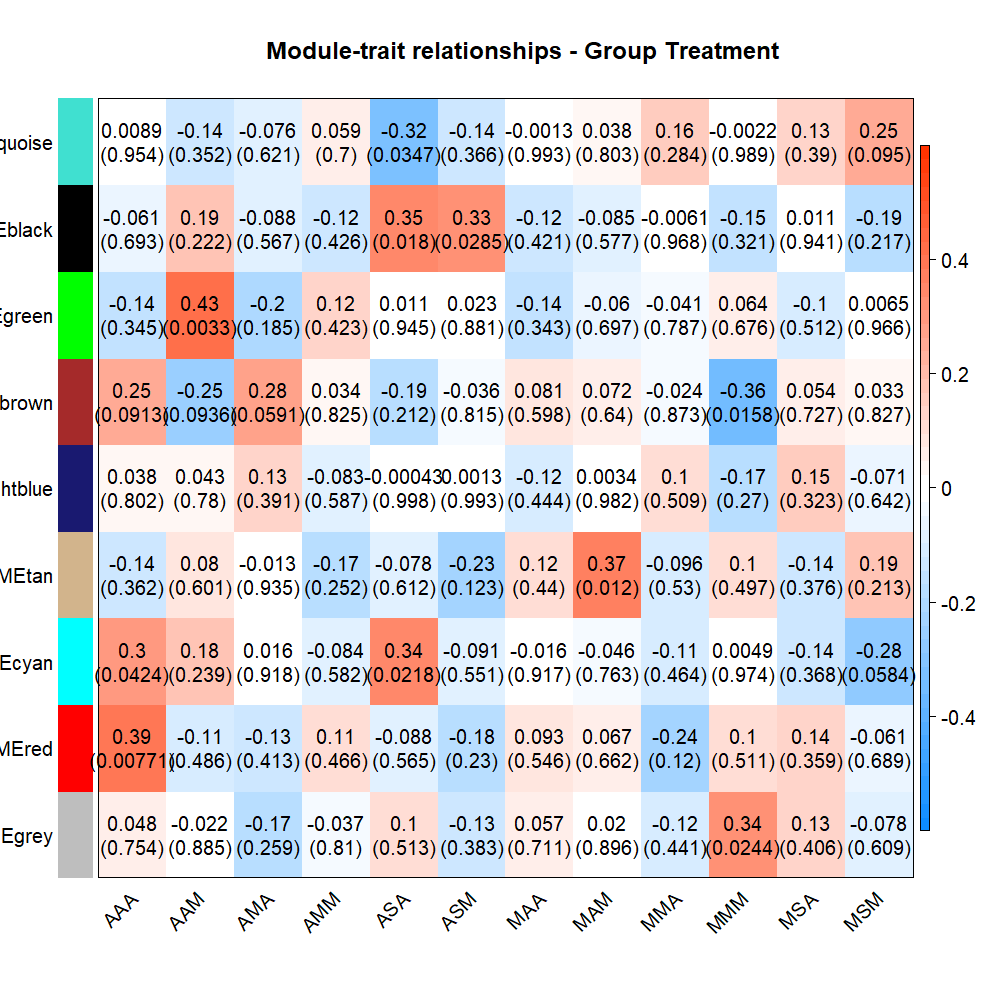 Module-trait relationships - Group Treatment
quoise 0.0089 -0.14 -0.076 0.059 -0.32 -0.14 -0.0013 0.038 0.16 -0.0022 0.13 0.25
(0.954) (0.352) (0.621) (0.7) (0.0347) (0.366) (0.993) (0.803) (0.284) (0.989) (0.39) (0.095)
Eblack -0.061 0.19 -0.088 -0.12 0.35 0.33 -0.12 -0.085 -0.0061 -0.15 0.011 -0.19
(0.693) (0.222) (0.567) (0.426) (0.018) (0.0285) (0.421) (0.577) (0.968) (0.321) (0.941) (0.217)
Egreen -0.14 0.43 -0.2 0.12 0.011 0.023 -0.14 -0.06 -0.041 0.064 -0.1 0.0065
(0.345) (0.0033) (0.185) (0.423) (0.945) (0.881) (0.343) (0.697) (0.787) (0.676) (0.512) (0.966)
brown 0.25 -0.25 0.28 0.034 -0.19 -0.036 0.081 0.072 -0.024 -0.36 0.054 0.033
(0.0913) (0.0936) (0.0591) (0.825) (0.212) (0.815) (0.598) (0.64) (0.873) (0.0158) (0.727) (0.827)
htblue 0.038 0.043 0.13 -0.083 -0.00043 0.0013 -0.12 0.0034 0.1 -0.17 0.15 -0.071
(0.802) (0.78) (0.391) (0.587) (0.998) (0.993) (0.444) (0.982) (0.509) (0.27) (0.323) (0.642)
MEtan -0.14 0.08 -0.013 -0.17 -0.078 -0.23 0.12 0.37 -0.096 0.1 -0.14 0.19
(0.362) (0.601) (0.935) (0.252) (0.612) (0.123) (0.44) (0.012) (0.53) (0.497) (0.376) (0.213)
Ecyan 0.3 0.18 0.016 -0.084 0.34 -0.091 -0.016 -0.046 -0.11 0.0049 -0.14 -0.28
(0.0424) (0.239) (0.918) (0.582) (0.0218) (0.551) (0.917) (0.763) (0.464) (0.974) (0.368) (0.0584)
MEred 0.39 -0.11 -0.13 0.11 -0.088 -0.18 0.093 0.067 -0.24 0.1 0.14 -0.061
(0.00771) (0.486) (0.413) (0.466) (0.565) (0.23) (0.546) (0.662) (0.12) (0.511) (0.359) (0.689)
Egrey 0.048 -0.022 -0.17 -0.037 0.1 -0.13 0.057 0.02 -0.12 0.34 0.13 -0.078
(0.754) (0.885) (0.259) (0.81) (0.513) (0.383) (0.711) (0.896) (0.441) (0.0244) (0.406) (0.609)
AAA AAM AMA AMM ASA ASM MAA MAM MMA MMM MSA MSM
0.4
0.2
0
-0.2
-0.4